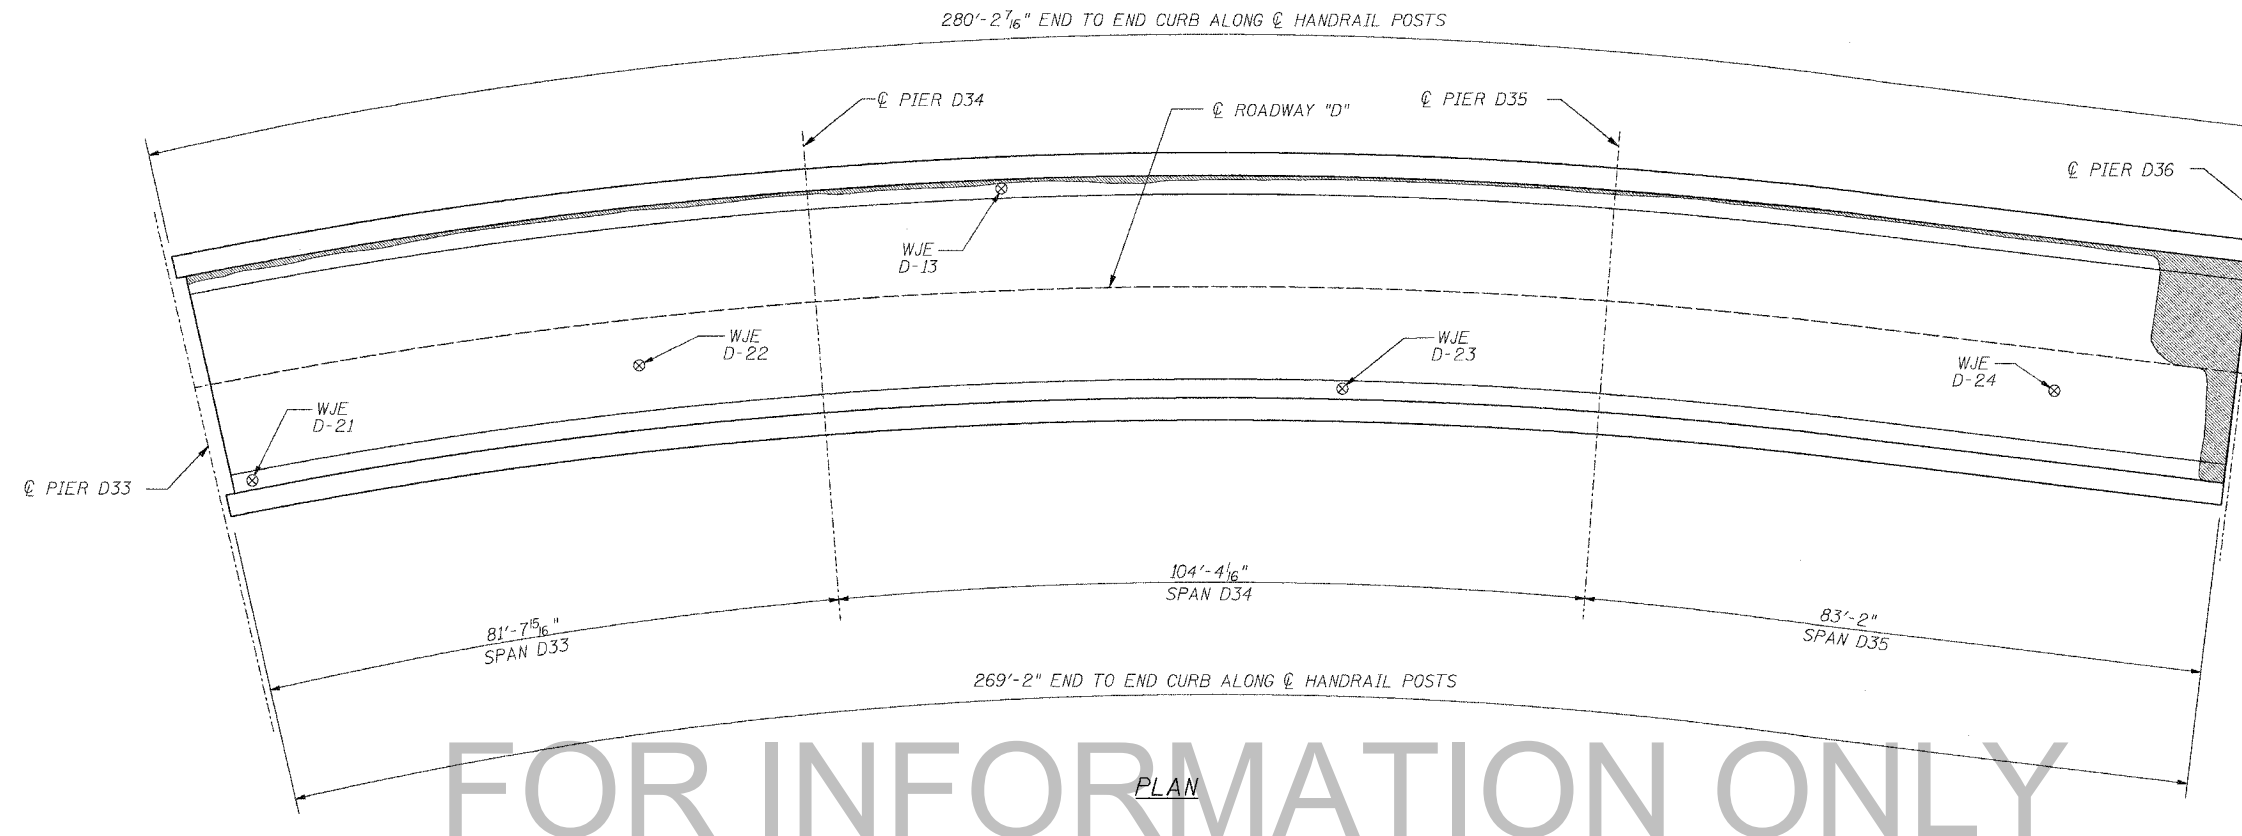 280'-2 7/16" END TO END CURB ALONG ℄ HANDRAIL POSTS
℄ PIER D34
℄ ROADWAY "D"
℄ PIER D35
℄ PIER D36
WJE
D-13
WJE
D-22
WJE
D-23
WJE
D-24
WJE
D-21
℄ PIER D33
104'-4 1/16"
SPAN D34
81'-7 15/16"
SPAN D33
83'-2"
SPAN D35
269'-2" END TO END CURB ALONG ℄ HANDRAIL POSTS
PLAN
FOR INFORMATION ONLY